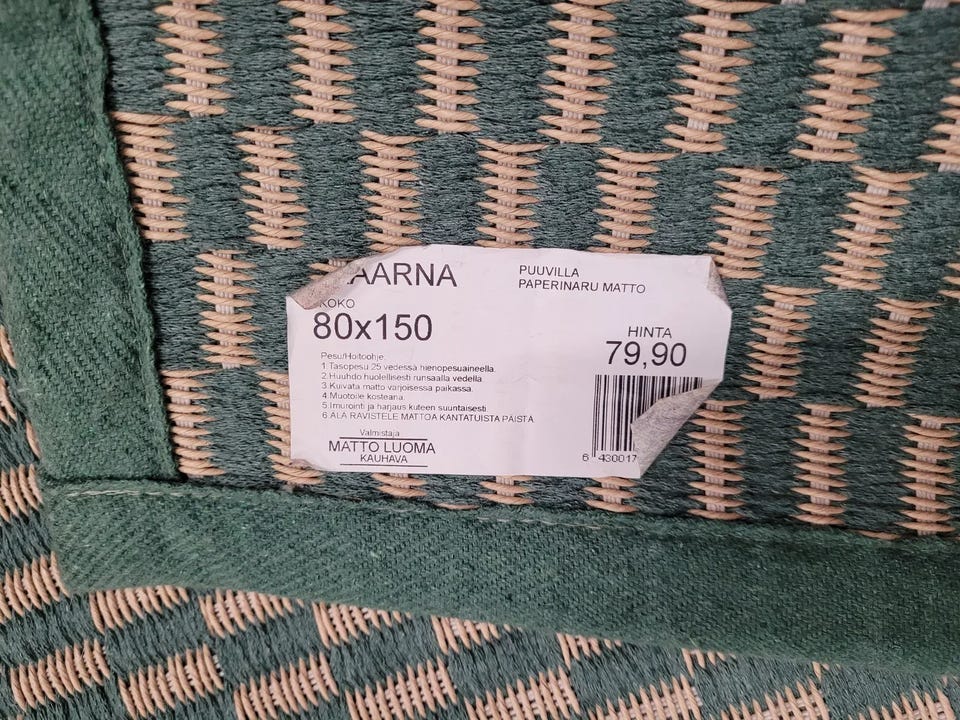 AARNA
PUUVILLA
PAPERINARU MATTO
KOKO
80x150
HINTA
79,90
Pesu/Hoitoohje:
1.Tasopesu 25 vedessä hienopesuaineella.
2.Huuhdo huolellisesti runsaalla vedellä.
3.Kuivata matto varjoisessa paikassa.
4.Muotoile kosteana.
5.Imurointi ja harjaus kuteen suuntaisesti
6.ÄLÄ RAVISTELE MATTOA KANTATUISTA PÄISTÄ
Valmistaja
MATTO LUOMA
KAUHAVA
6 430017